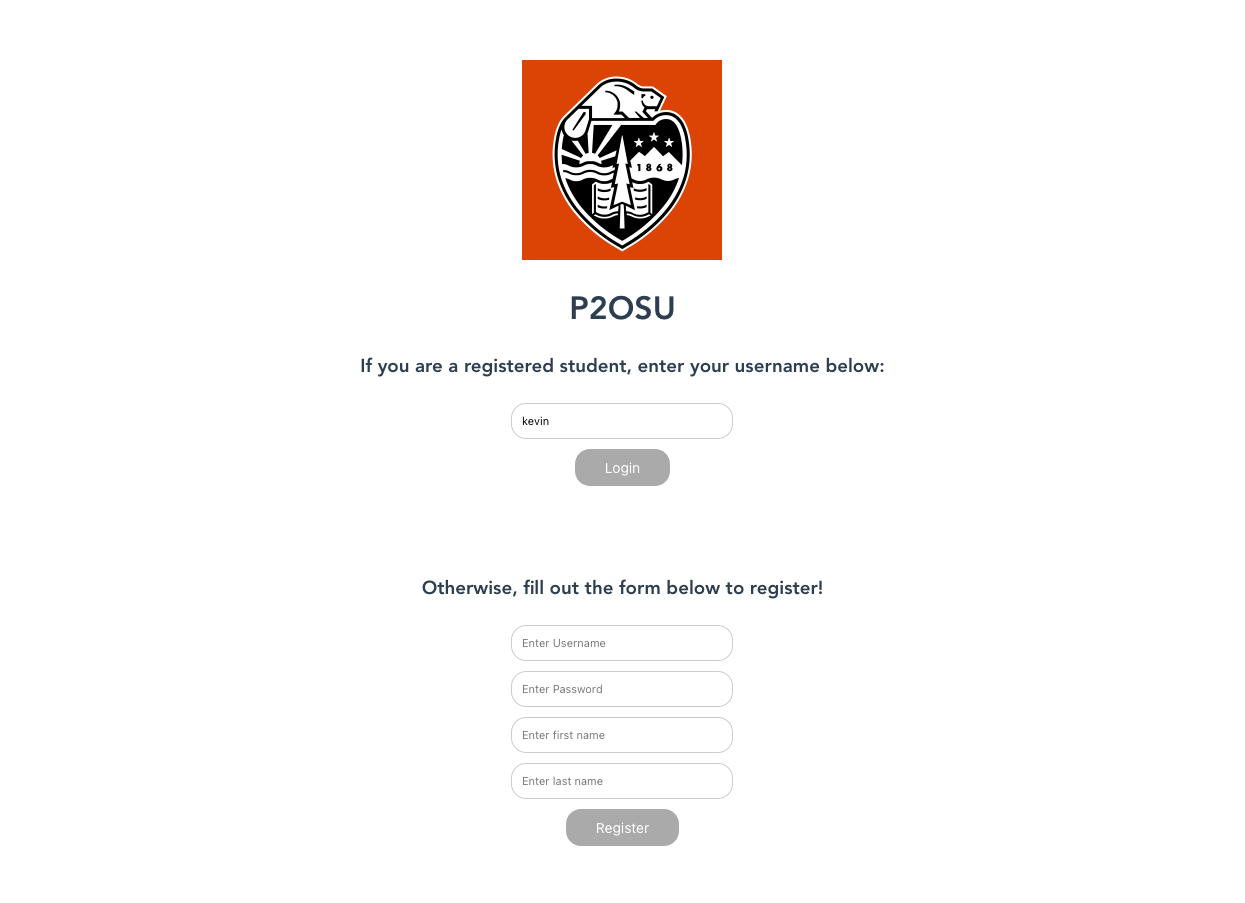 1868
P2OSU
If you are a registered student, enter your username below:
kevin
Login
Otherwise, fill out the form below to register!
Enter Username
Enter Password
Enter first name
Enter last name
Register